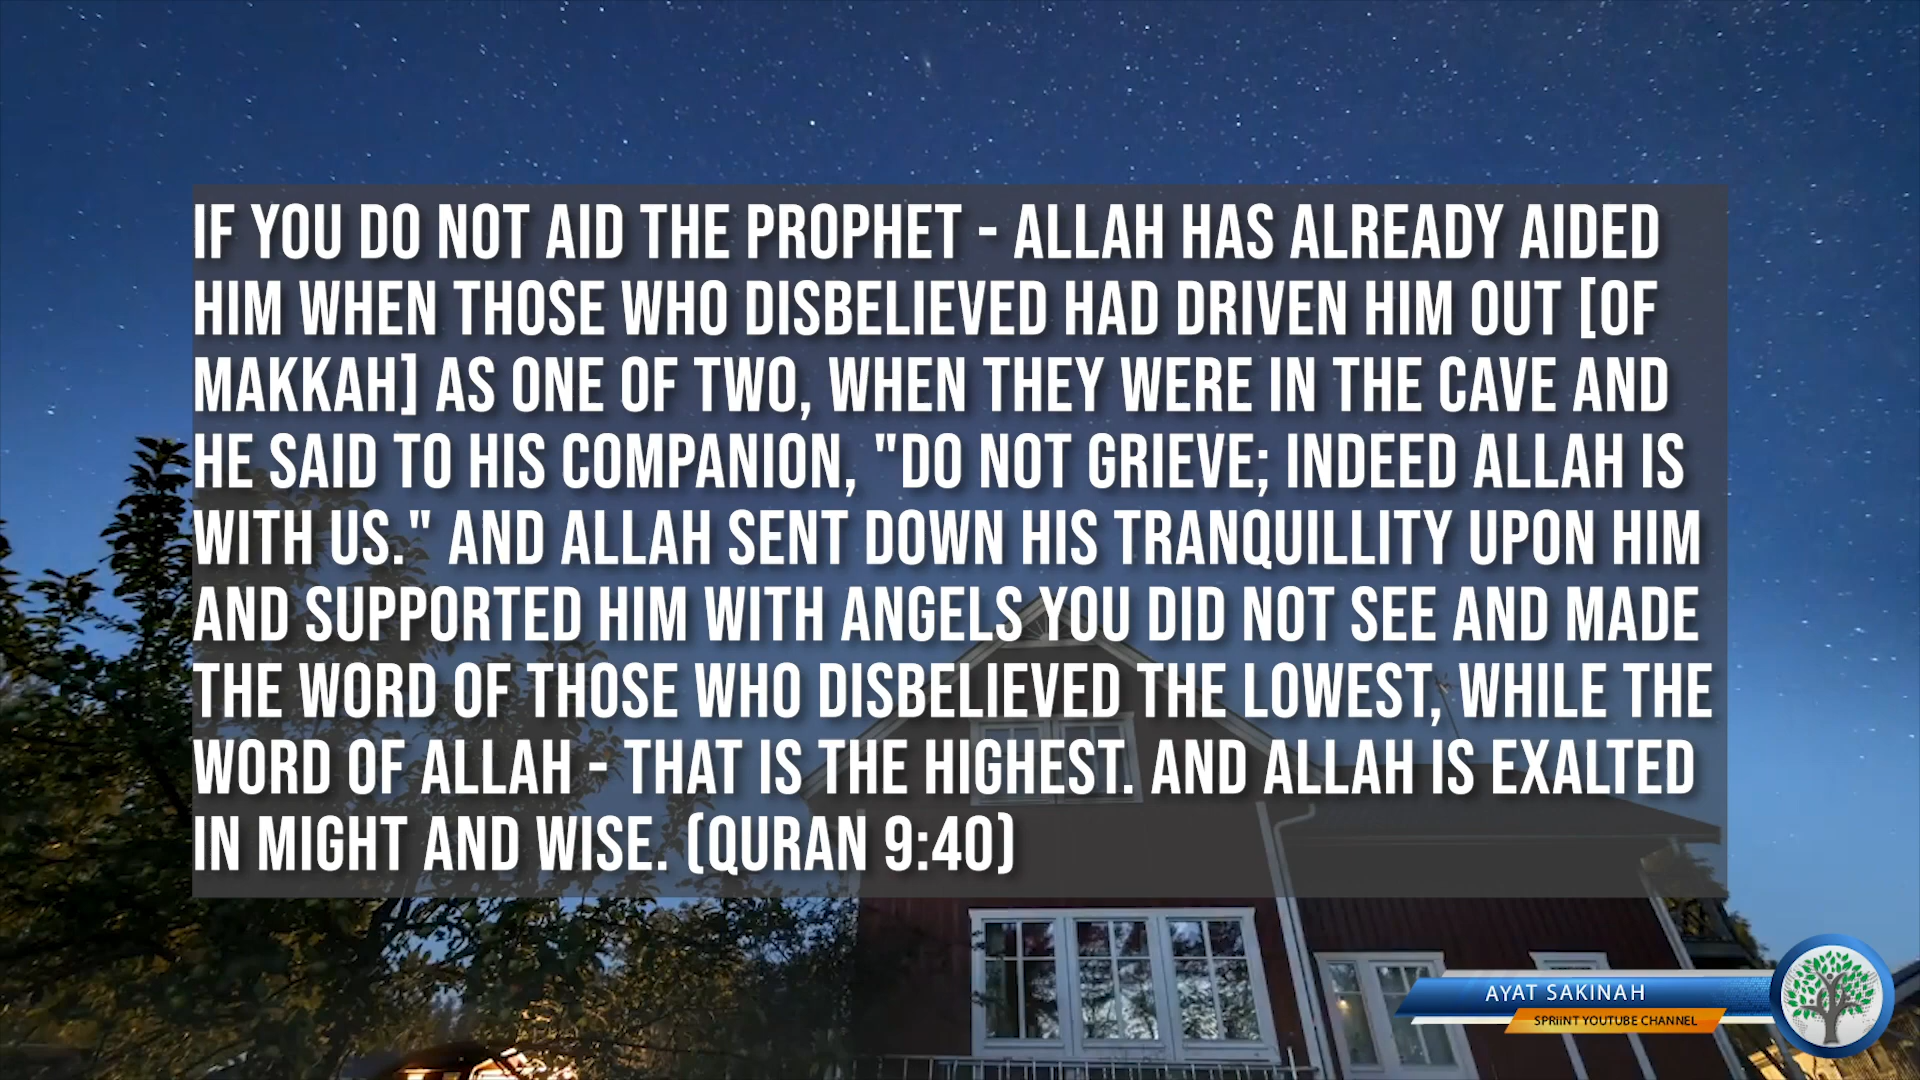 IF YOU DO NOT AID THE PROPHET - ALLAH HAS ALREADY AIDED
HIM WHEN THOSE WHO DISBELIEVED HAD DRIVEN HIM OUT [OF
MAKKAH] AS ONE OF TWO, WHEN THEY WERE IN THE CAVE AND
HE SAID TO HIS COMPANION, "DO NOT GRIEVE; INDEED ALLAH IS
WITH US." AND ALLAH SENT DOWN HIS TRANQUILLITY UPON HIM
AND SUPPORTED HIM WITH ANGELS YOU DID NOT SEE AND MADE
THE WORD OF THOSE WHO DISBELIEVED THE LOWEST, WHILE THE
WORD OF ALLAH - THAT IS THE HIGHEST. AND ALLAH IS EXALTED
IN MIGHT AND WISE. (QURAN 9:40)
AYAT SAKINAH
SPRiiNT YOUTUBE CHANNEL